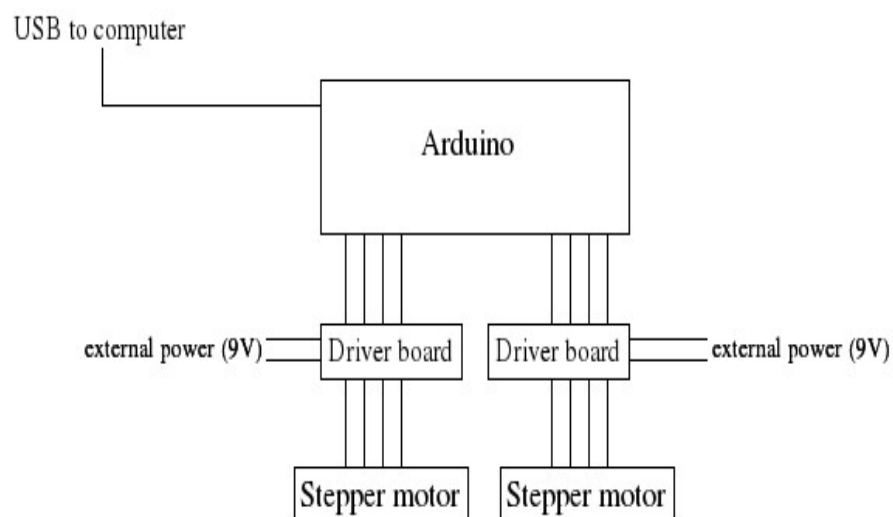 USB to computer
Arduino
external power (9V)
Driver board
Driver board
external power (9V)
Stepper motor
Stepper motor